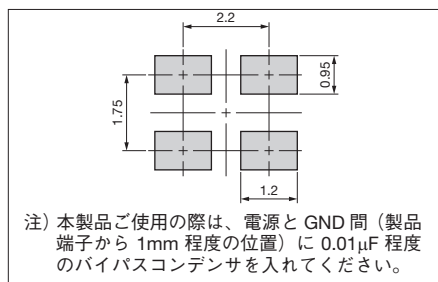 2.2
0.95
1.75
1.2
注) 本製品ご使用の際は、電源と GND 間（製品
端子から 1mm 程度の位置）に 0.01μF 程度
のバイパスコンデンサを入れてください。